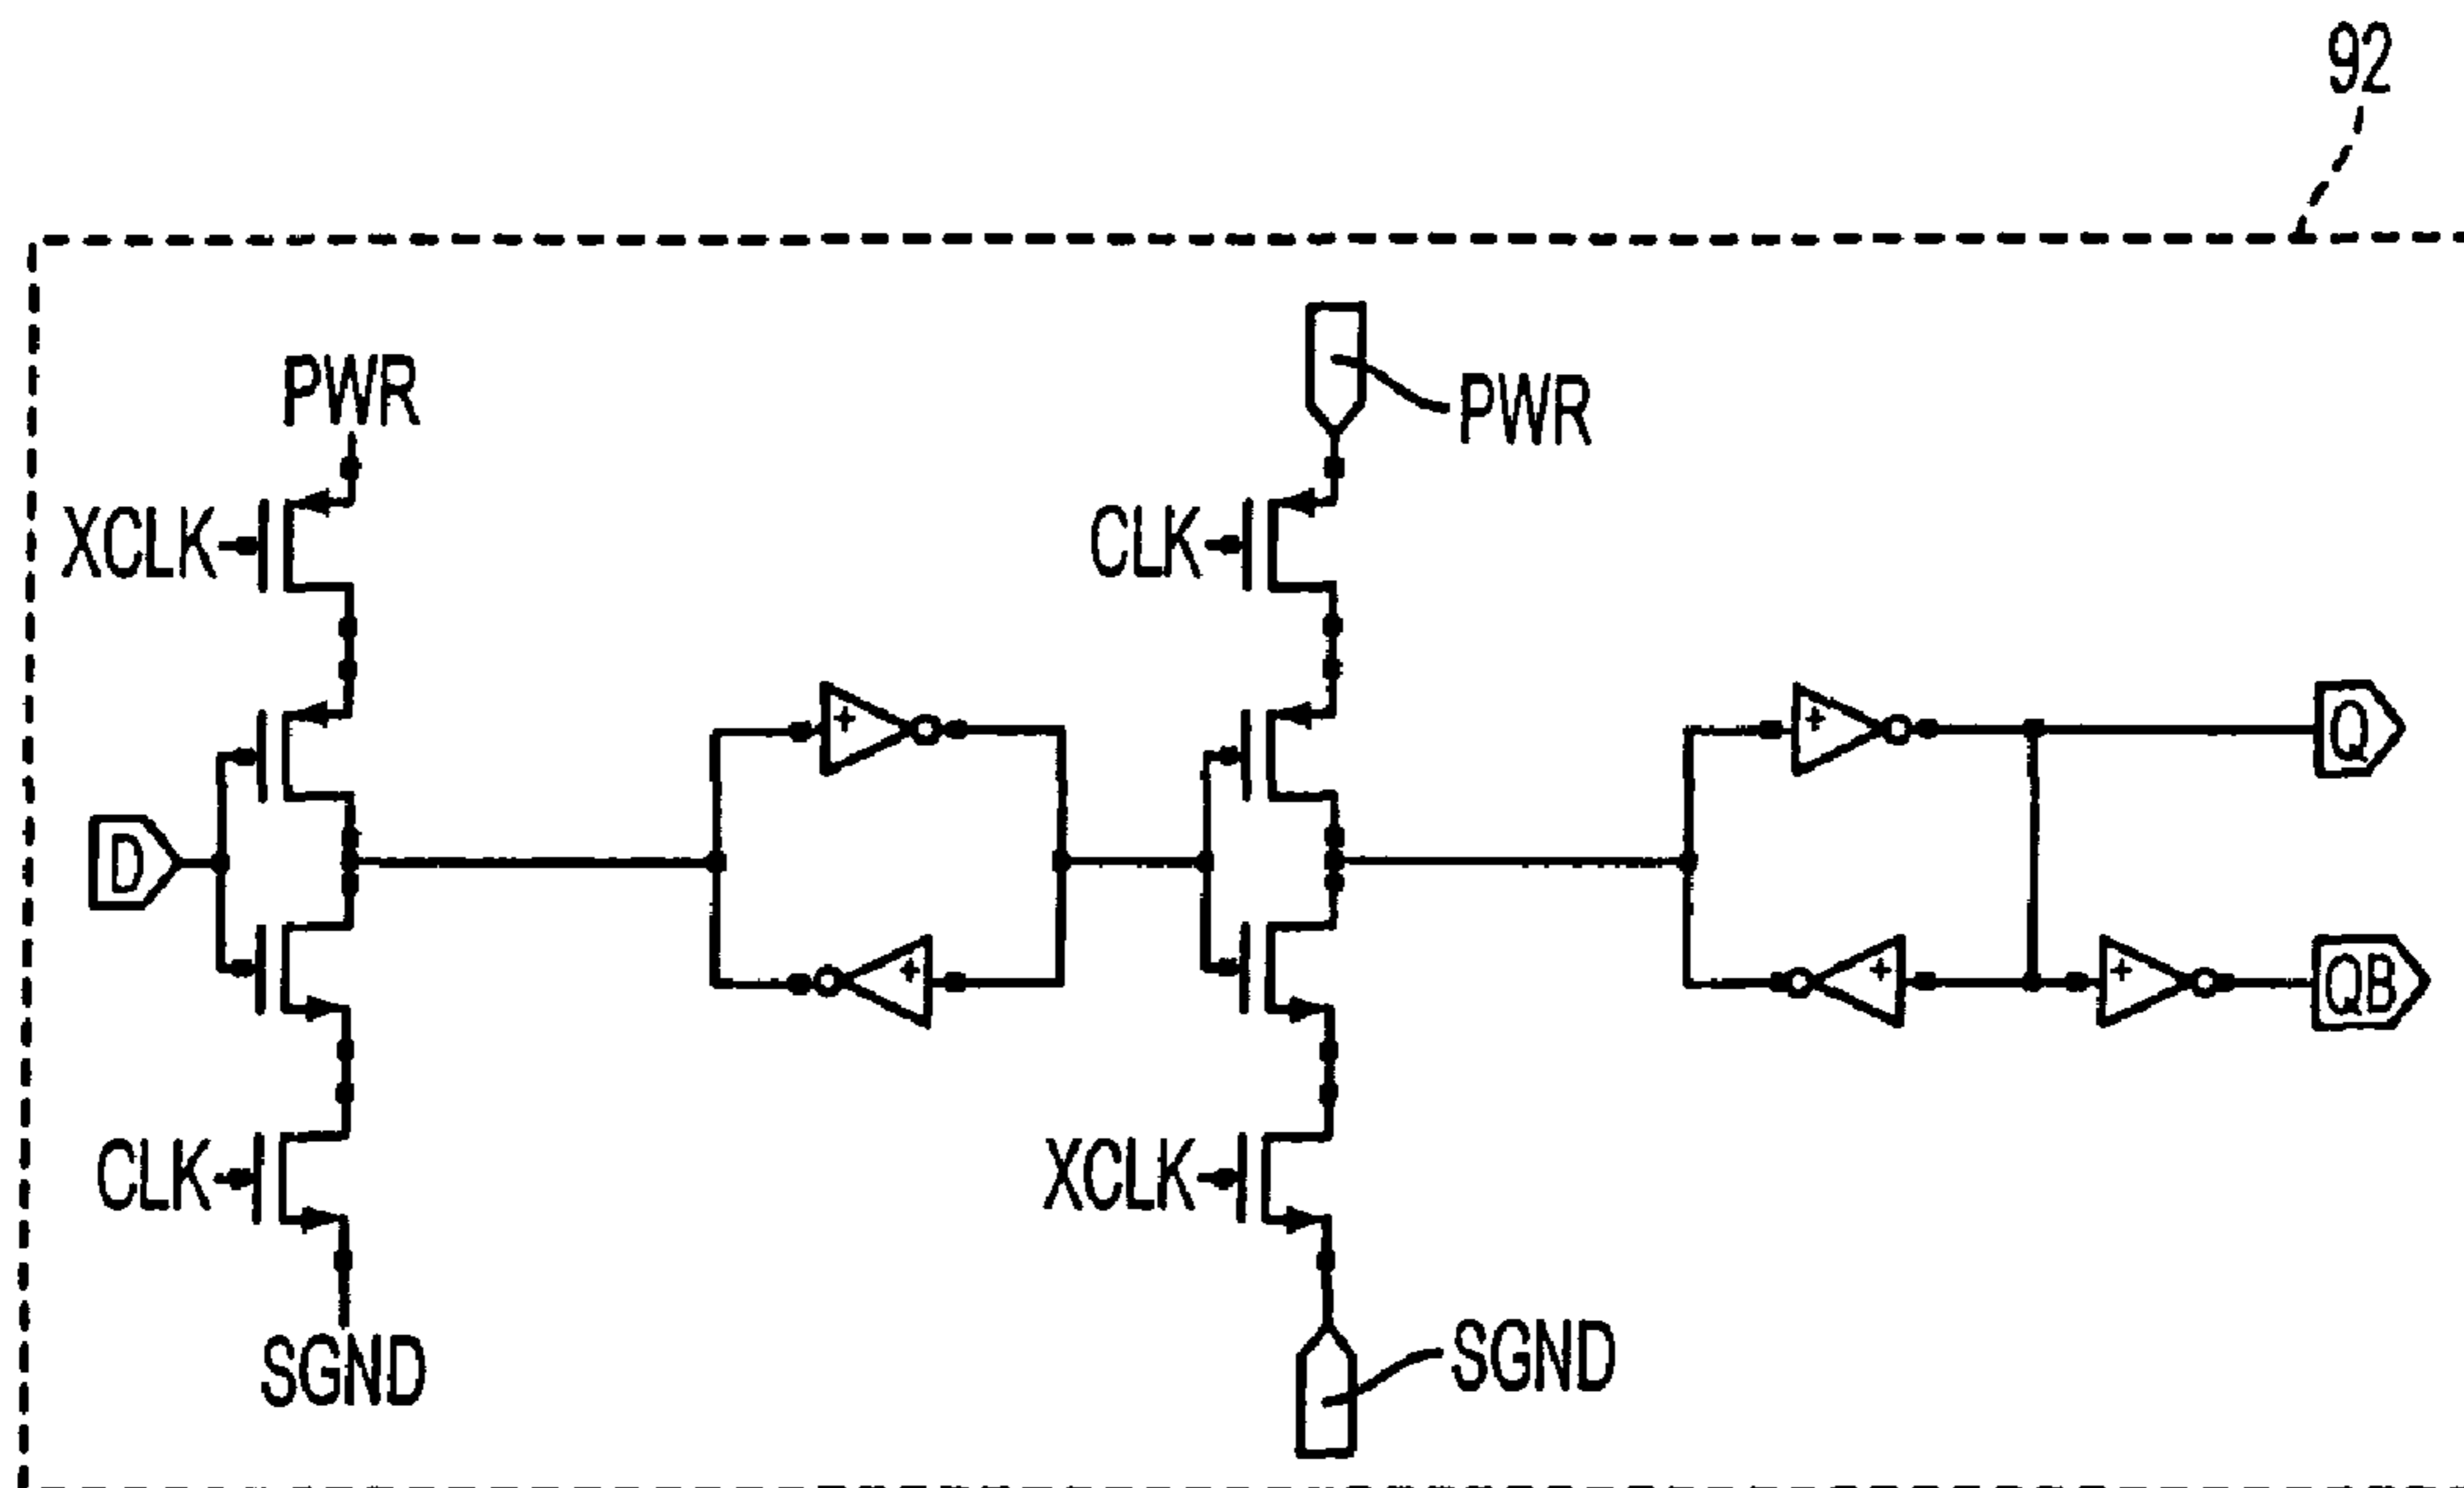 92
PWR
PWR
XCLK
CLK
+
+
Q
D
+
+
+
QB
CLK
XCLK
SGND
SGND